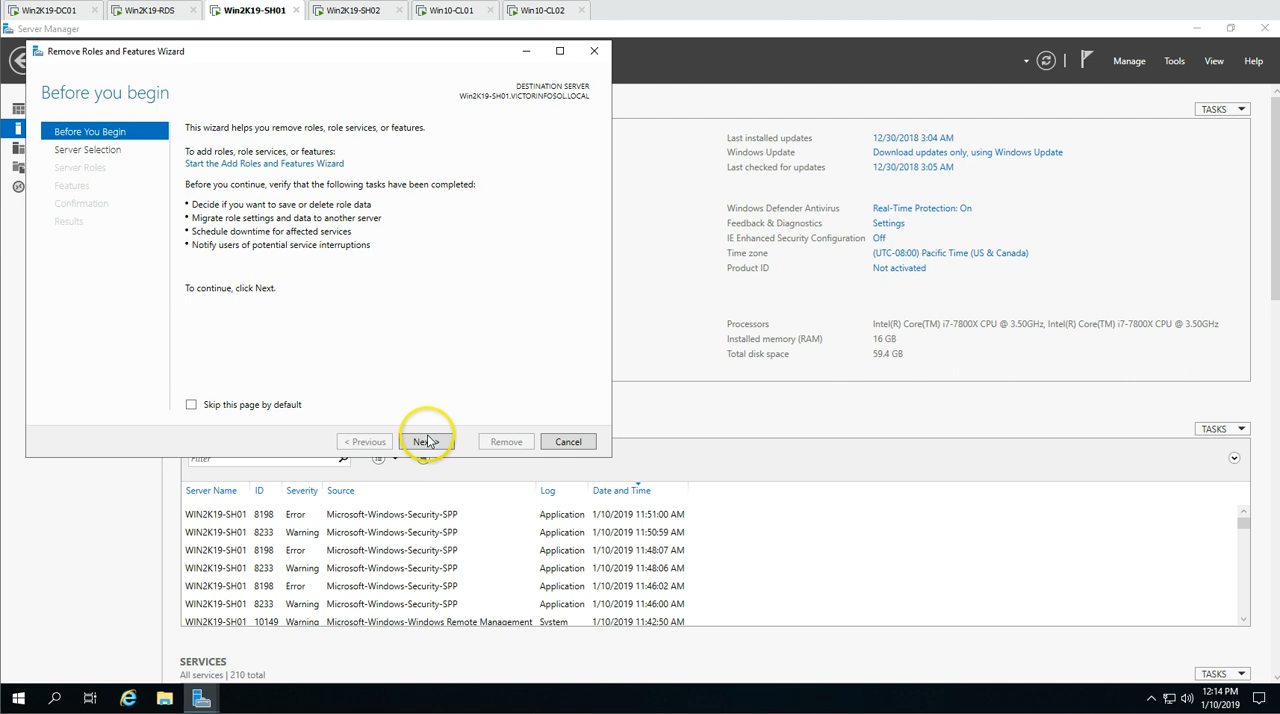 Win2K19-DC01
Win2K19-RDS
Win2K19-SH01
Win2K19-SH02
Win10-CL01
Win10-CL02
Server Manager
Remove Roles and Features Wizard
Manage Tools View Help
Before you begin
DESTINATION SERVER
Win2K19-SH01.VICTORINFOSOL.LOCAL
Before You Begin
Server Selection
Server Roles
Features
Confirmation
Results
This wizard helps you remove roles, role services, or features.
To add roles, role services, or features:
Start the Add Roles and Features Wizard
Before you continue, verify that the following tasks have been completed:
• Decide if you want to save or delete role data
• Migrate role settings and data to another server
• Schedule downtime for affected services
• Notify users of potential service interruptions
To continue, click Next.
Skip this page by default
< Previous
Next >
Remove
Cancel
TASKS
Last installed updates 12/30/2018 3:04 AM
Windows Update Download updates only, using Windows Update
Last checked for updates 12/30/2018 3:05 AM
Windows Defender Antivirus Real-Time Protection: On
Feedback & Diagnostics Settings
IE Enhanced Security Configuration Off
Time zone (UTC-08:00) Pacific Time (US & Canada)
Product ID Not activated
Processors Intel(R) Core(TM) i7-7800X CPU @ 3.50GHz, Intel(R) Core(TM) i7-7800X CPU @ 3.50GHz
Installed memory (RAM) 16 GB
Total disk space 59.4 GB
TASKS
Filter
Server Name ID Severity Source Log Date and Time
WIN2K19-SH01 8198 Error Microsoft-Windows-Security-SPP Application 1/10/2019 11:51:00 AM
WIN2K19-SH01 8233 Warning Microsoft-Windows-Security-SPP Application 1/10/2019 11:50:59 AM
WIN2K19-SH01 8198 Error Microsoft-Windows-Security-SPP Application 1/10/2019 11:48:07 AM
WIN2K19-SH01 8233 Warning Microsoft-Windows-Security-SPP Application 1/10/2019 11:48:06 AM
WIN2K19-SH01 8198 Error Microsoft-Windows-Security-SPP Application 1/10/2019 11:46:02 AM
WIN2K19-SH01 8233 Warning Microsoft-Windows-Security-SPP Application 1/10/2019 11:46:00 AM
WIN2K19-SH01 10149 Warning Microsoft-Windows-Windows Remote Management System 1/10/2019 11:42:50 AM
SERVICES
All services | 210 total
TASKS
12:14 PM
1/10/2019